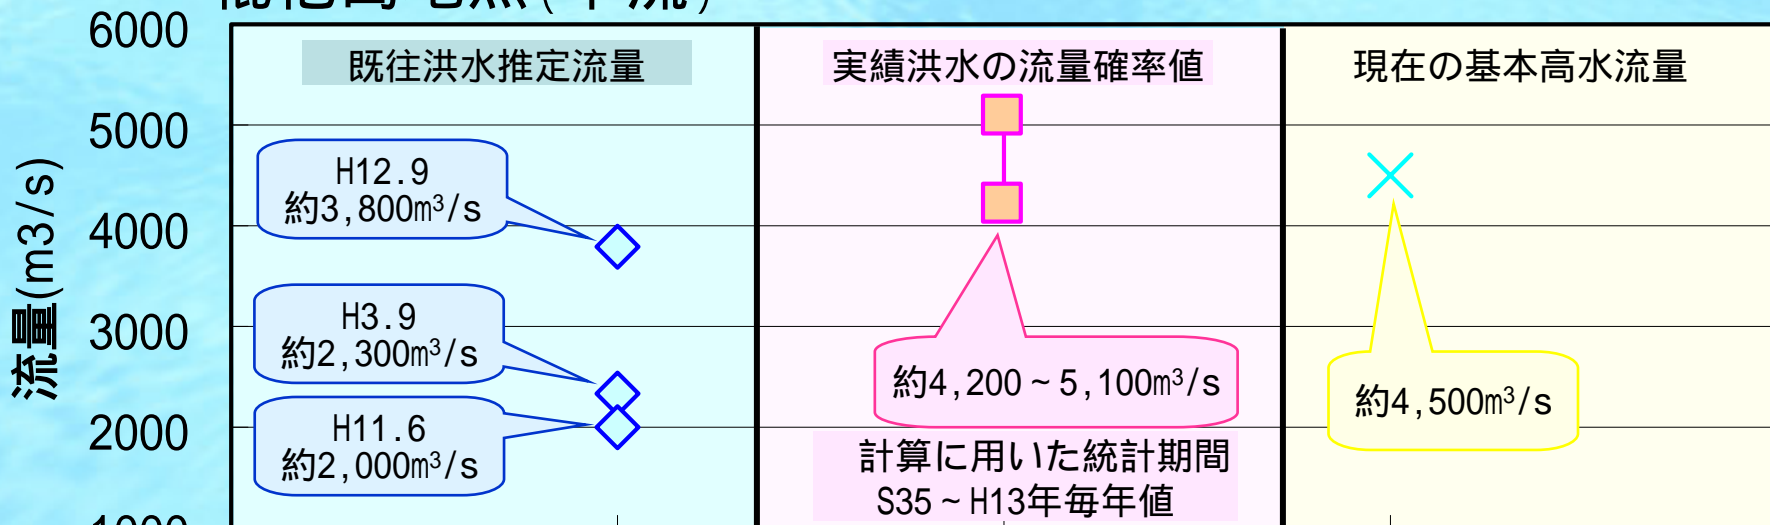 6000
5000
4000
3000
2000
流量(m3/s)
既往洪水推定流量
H12.9
約3,800m³/s
H3.9
約2,300m³/s
H11.6
約2,000m³/s
実績洪水の流量確率値
約4,200～5,100m³/s
計算に用いた統計期間
S35～H13年毎年値
現在の基本高水流量
約4,500m³/s